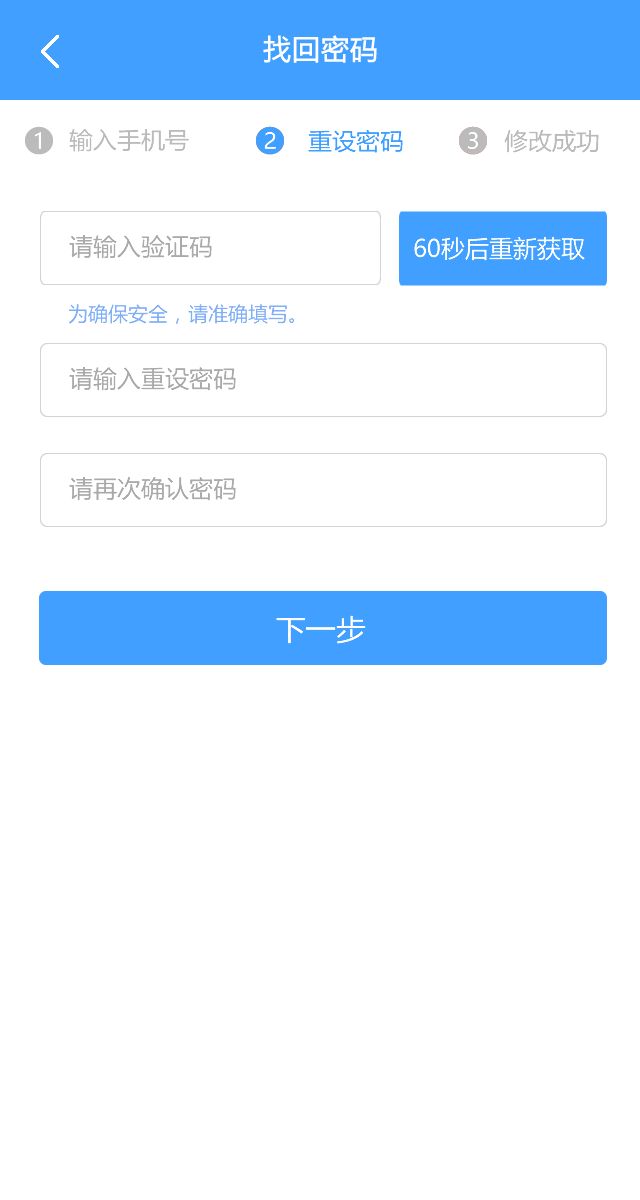 找回密码
1 输入手机号 2 重设密码 3 修改成功
请输入验证码 60秒后重新获取
为确保安全，请准确填写。
请输入重设密码
请再次确认密码
下一步